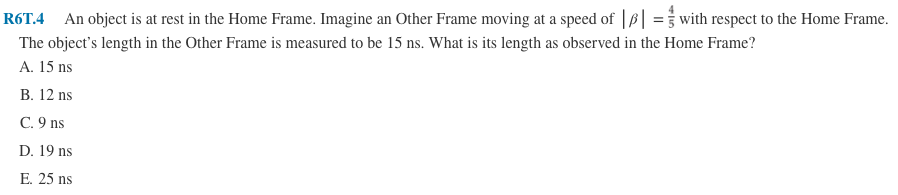 R6T.4 An object is at rest in the Home Frame. Imagine an Other Frame moving at a speed of |β| = 4/5 with respect to the Home Frame.
The object's length in the Other Frame is measured to be 15 ns. What is its length as observed in the Home Frame?
A. 15 ns
B. 12 ns
C. 9 ns
D. 19 ns
E. 25 ns